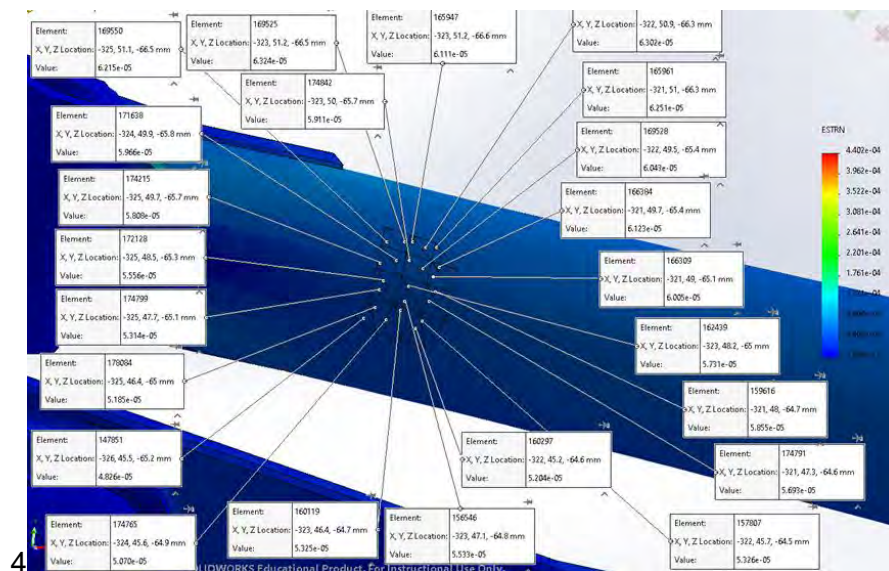 Element: 169550
X, Y, Z Location: -325, 51.1, -66.5 mm
Value: 6.215e-05
Element: 169525
X, Y, Z Location: -323, 51.2, -66.5 mm
Value: 6.324e-05
Element: 165947
X, Y, Z Location: -323, 51.2, -66.6 mm
Value: 6.111e-05
X, Y, Z Location: -322, 50.9, -66.3 mm
Value: 6.302e-05
Element: 174842
X, Y, Z Location: -323, 50, -65.7 mm
Value: 5.911e-05
Element: 165961
X, Y, Z Location: -321, 51, -66.3 mm
Value: 6.251e-05
Element: 171638
X, Y, Z Location: -324, 49.9, -65.8 mm
Value: 5.966e-05
Element: 169528
X, Y, Z Location: -322, 49.5, -65.4 mm
Value: 6.043e-05
Element: 174215
X, Y, Z Location: -325, 49.7, -65.7 mm
Value: 5.808e-05
Element: 166384
X, Y, Z Location: -321, 49.7, -65.4 mm
Value: 6.123e-05
Element: 172128
X, Y, Z Location: -325, 48.5, -65.3 mm
Value: 5.556e-05
Element: 166309
X, Y, Z Location: -321, 49, -65.1 mm
Value: 6.005e-05
Element: 174799
X, Y, Z Location: -325, 47.7, -65.1 mm
Value: 5.314e-05
Element: 162439
X, Y, Z Location: -323, 48.2, -65 mm
Value: 5.731e-05
Element: 178084
X, Y, Z Location: -325, 46.4, -65 mm
Value: 5.185e-05
Element: 159616
X, Y, Z Location: -321, 48, -64.7 mm
Value: 5.855e-05
Element: 147851
X, Y, Z Location: -326, 45.5, -65.2 mm
Value: 4.826e-05
Element: 160297
X, Y, Z Location: -322, 45.2, -64.6 mm
Value: 5.204e-05
Element: 174791
X, Y, Z Location: -321, 47.3, -64.6 mm
Value: 5.693e-05
Element: 174765
X, Y, Z Location: -324, 45.6, -64.9 mm
Value: 5.070e-05
Element: 160119
X, Y, Z Location: -323, 46.4, -64.7 mm
Value: 5.325e-05
Element: 156546
X, Y, Z Location: -323, 47.1, -64.8 mm
Value: 5.533e-05
Element: 157807
X, Y, Z Location: -322, 45.7, -64.5 mm
Value: 5.326e-05
ESTRN
4.402e-04
3.962e-04
3.522e-04
3.081e-04
2.641e-04
2.201e-04
1.761e-04
4
SOLIDWORKS Educational Product. For Instructional Use Only.